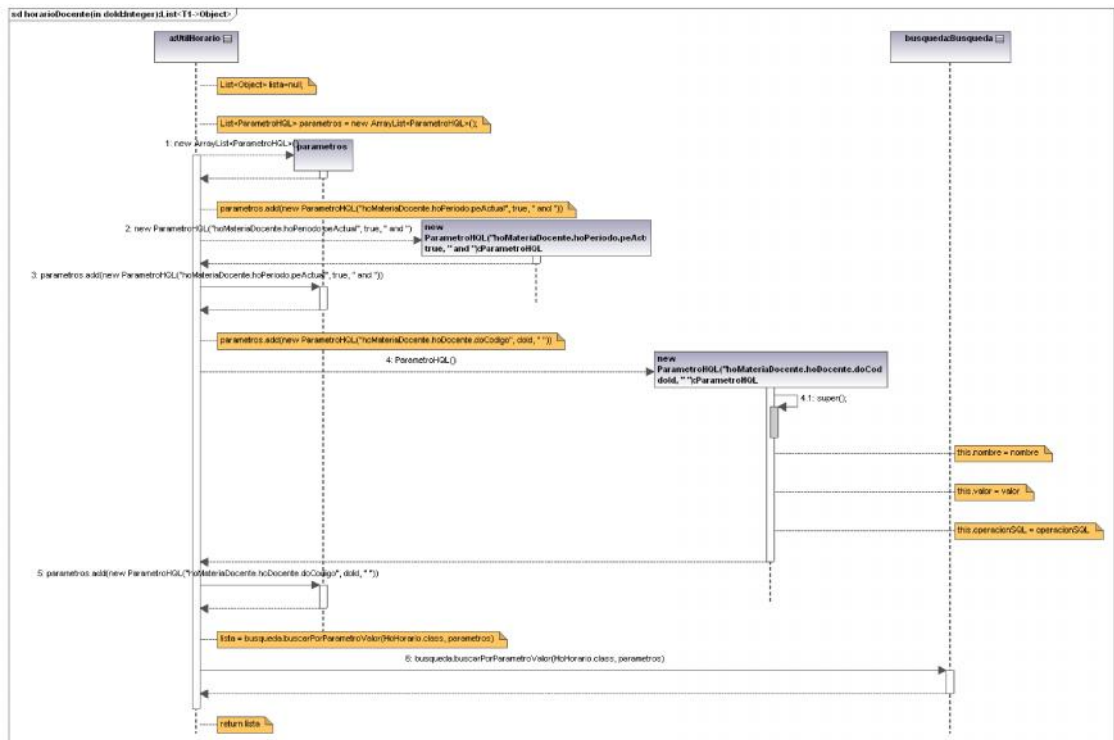 sd horarioDocente(in doId:Integer):List<T1->Object>
a:UtilHorario
busqueda:Busqueda
List<Object> lista=null;
List<ParametroHQL> parametros = new ArrayList<ParametroHQL>();
1: new ArrayList<ParametroHQL>()
parametros
parametros.add(new ParametroHQL("hoMateriaDocente.hoPeriodo.peActual", true, " and "))
2: new ParametroHQL("hoMateriaDocente.hoPeriodo.peActual", true, " and ")
new
ParametroHQL("hoMateriaDocente.hoPeriodo.peAct
true, " and "):ParametroHQL
3: parametros.add(new ParametroHQL("hoMateriaDocente.hoPeriodo.peActual", true, " and "))
parametros.add(new ParametroHQL("hoMateriaDocente.hoDocente.doCodigo", doId, " "))
4: ParametroHQL()
new
ParametroHQL("hoMateriaDocente.hoDocente.doCod
doId, " "):ParametroHQL
4.1: super();
this.nombre = nombre
this.valor = valor
this.operacionSQL = operacionSQL
5: parametros.add(new ParametroHQL("hoMateriaDocente.hoDocente.doCodigo", doId, " "))
lista = busqueda.buscarPorParametroValor(HoHorario.class, parametros)
6: busqueda.buscarPorParametroValor(HoHorario.class, parametros)
return lista